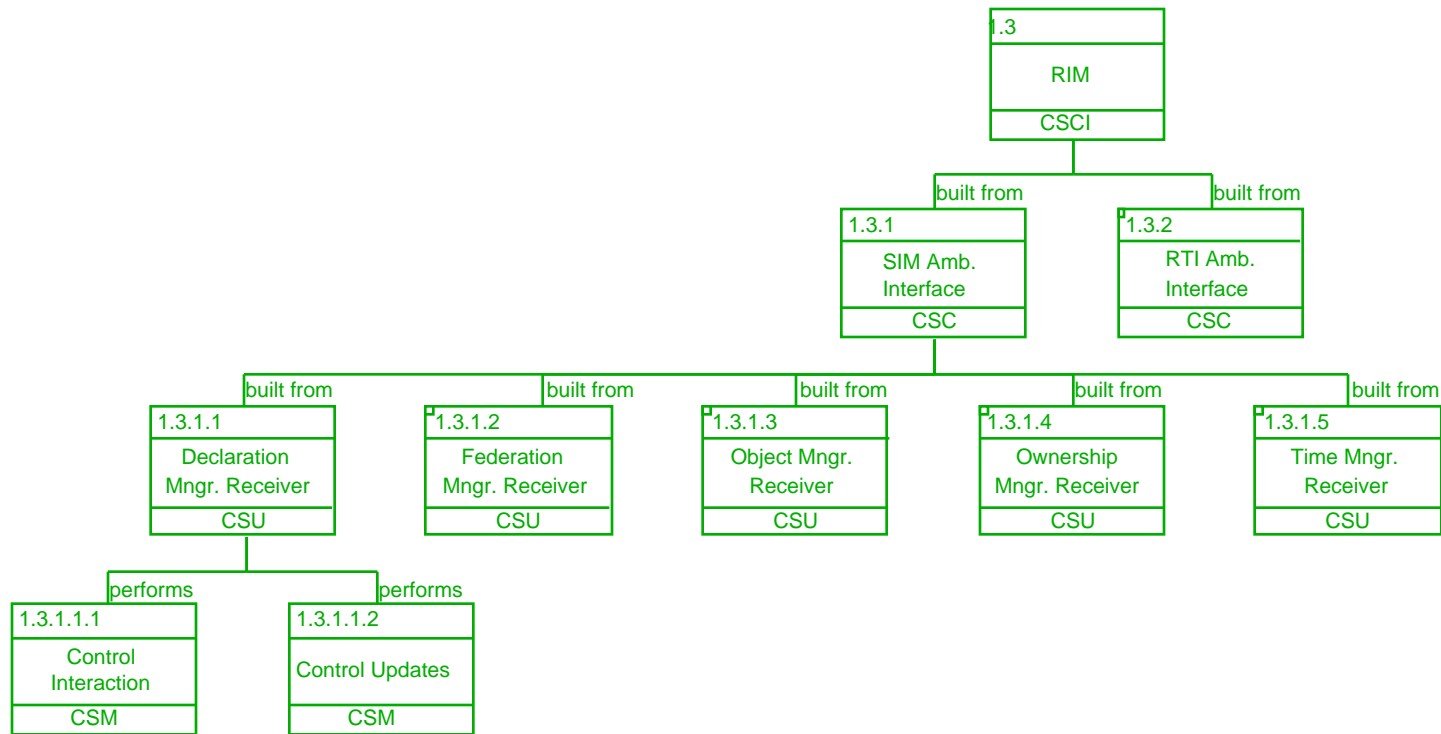 1.3
RIM
CSCI
built from
built from
1.3.1
1.3.2
SIM Amb.
Interface
RTI Amb.
Interface
CSC
CSC
built from
built from
built from
built from
built from
1.3.1.1
1.3.1.2
1.3.1.3
1.3.1.4
1.3.1.5
Declaration
Mngr. Receiver
Federation
Mngr. Receiver
Object Mngr.
Receiver
Ownership
Mngr. Receiver
Time Mngr.
Receiver
CSU
CSU
CSU
CSU
CSU
performs
performs
1.3.1.1.1
1.3.1.1.2
Control
Interaction
Control Updates
CSM
CSM